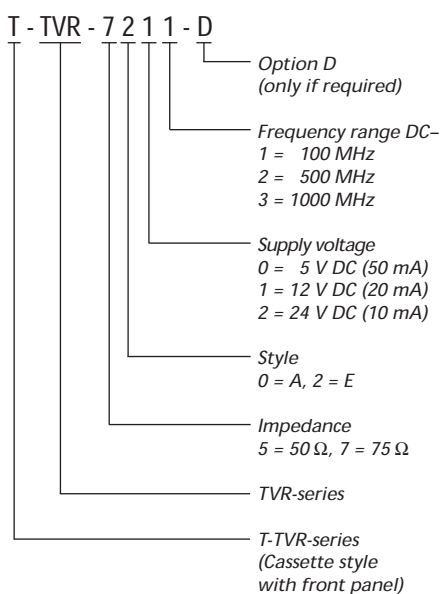 T - TVR - 7 2 1 1 - D
Option D
(only if required)
Frequency range DC–
1 = 100 MHz
2 = 500 MHz
3 = 1000 MHz
Supply voltage
0 = 5 V DC (50 mA)
1 = 12 V DC (20 mA)
2 = 24 V DC (10 mA)
Style
0 = A, 2 = E
Impedance
5 = 50 Ω, 7 = 75 Ω
TVR-series
T-TVR-series
(Cassette style
with front panel)